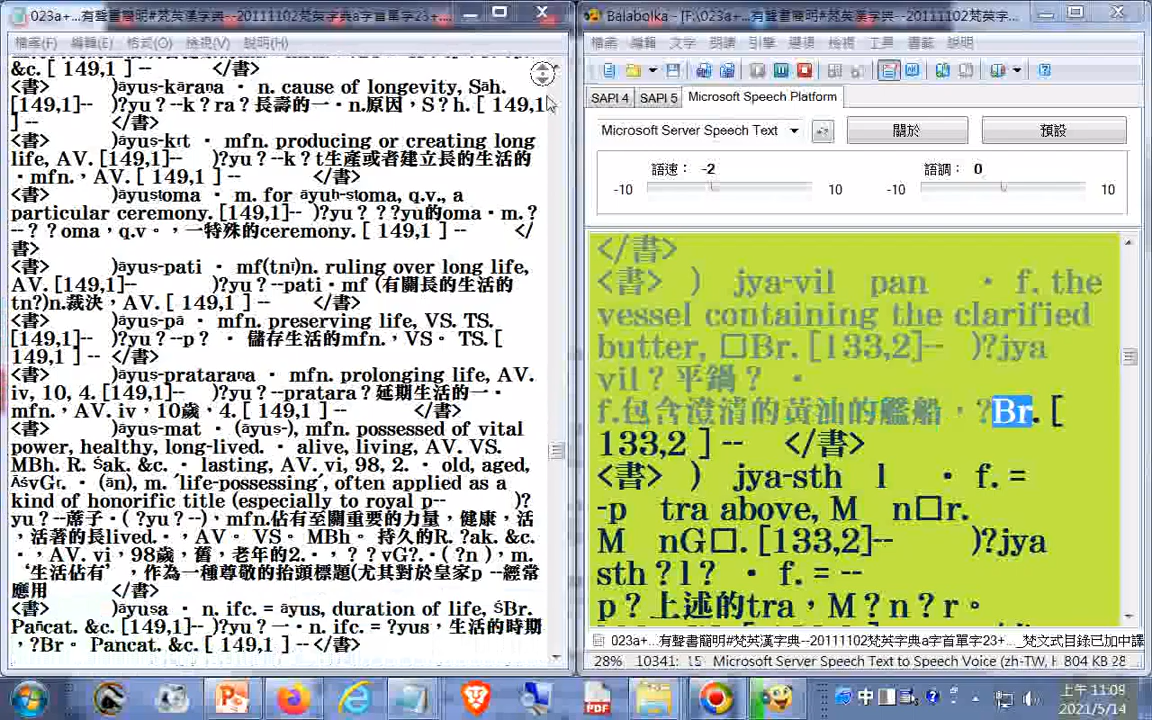 023a+...有聲書簡明#梵英漢字典--20111102梵英字典a字首單字23+...
檔案(F) 編輯(E) 格式(O) 檢視(V) 說明(H)
&c. [ 149,1] -- </書>
<書> )āyuṣ-kāraṇa · n. cause of longevity, Sāh.
[149,1]-- )?yu？--k？ra？長壽的一·n.原因，S？h. [ 149,1
] -- </書>
<書> )āyuṣ-kṛt · mfn. producing or creating long
life, AV. [149,1]-- )?yu？--k？t生產或者建立長的生活的
·mfn.，AV. [ 149,1 ] -- </書>
<書> )āyuṣṭoma · m. for āyuḥ-ṣṭoma, q.v., a
particular ceremony. [149,1]-- )?yu？？?yu的oma·m.？
--？？oma，q.v。，一特殊的ceremony. [ 149,1 ] -- </
書>
<書> )āyuṣ-pati · mf(tnī)n. ruling over long life,
AV. [149,1]-- )?yu？--pati·mf (有關長的生活的
tn?)n.裁決，AV. [ 149,1 ] -- </書>
<書> )āyuṣ-pā · mfn. preserving life, VS. TS.
[149,1]-- )?yu？--p？ · 儲存生活的mfn.，VS。 TS. [
149,1 ] -- </書>
<書> )āyuṣ-prataraṇa · mfn. prolonging life, AV.
iv, 10, 4. [149,1]-- )?yu？--pratara？延期生活的一·
mfn.，AV. iv，10歲，4. [ 149,1 ] -- </書>
<書> )āyuṣ-mat · (āyuṣ-), mfn. possessed of vital
power, healthy, long-lived. · alive, living, AV. VS.
MBh. R. Śak. &c. · lasting, AV. vi, 98, 2. · old, aged,
ĀśvGṛ. · (ān), m. 'life-possessing', often applied as a
kind of honorific title (especially to royal p-- )?
yu？--蓆子·( ?yu？--)，mfn.佔有至關重要的力量，健康，活
，活著的長lived.·，AV。 VS。 MBh。 持久的R. ?ak. &c.
·，AV. vi，98歲，舊，老年的2.·，？？vG?.·( ?n )，m.
‘生活佔有’，作為一種尊敬的抬頭標題(尤其對於皇家p --經常
應用 </書>
<書> )āyuṣa · n. ifc. = āyus, duration of life, ŚBr.
Pañcat. &c. [149,1]-- )?yu？一·n. ifc. = ?yus，生活的時期
，?Br。 Pancat. &c. [ 149,1 ] -- </書>
Balabolka - [F:\023a+...有聲書簡明#梵英漢字典--20111102梵英字...
檔案 編輯 文字 朗讀 引擎 選項 檢視 工具 書籤 說明
SAPI 4 SAPI 5 Microsoft Speech Platform
Microsoft Server Speech Text 關於 預設
語速： -2 語調： 0
-10 10 -10 10
</書>
<書> ) jya-vil pan · f. the
vessel containing the clarified
butter, □Br. [133,2]-- )?jya
vil？平鍋？ ·
f.包含澄清的黃油的艦船，?Br. [
133,2 ] -- </書>
<書> ) jya-sth l · f. =
-p tra above, M n□r.
M nG□. [133,2]-- )?jya
sth？l？ · f. = --
p？上述的tra，M？n？r。
023a+...有聲書簡明#梵英漢字典--20111102梵英字典a字首單字23+..._梵文式目錄已加中譯
28% 10341: 15 Microsoft Server Speech Text to Speech Voice (zh-TW, H 804 KB 28
中
上午 11:08
2021/5/14